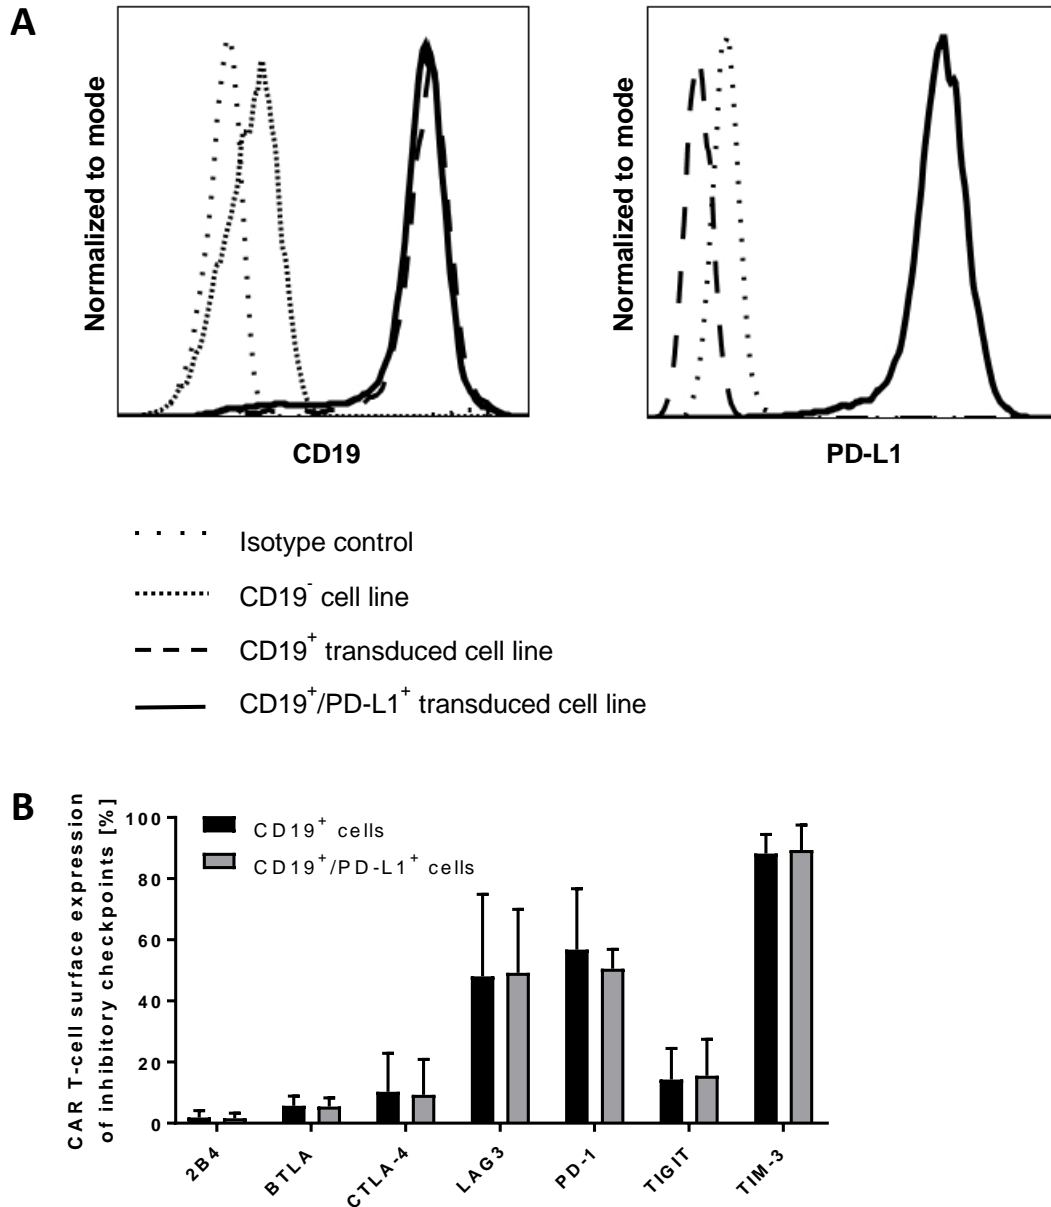 A
Normalized to mode
CD19
Normalized to mode
PD-L1
Isotype control
CD19⁻ cell line
CD19⁺ transduced cell line
CD19⁺/PD-L1⁺ transduced cell line
B
CAR T-cell surface expression
of inhibitory checkpoints [%]
100
80
60
40
20
0
CD19⁺ cells
CD19⁺/PD-L1⁺ cells
2B4
BTLA
CTLA-4
LAG3
PD-1
TIGIT
TIM-3